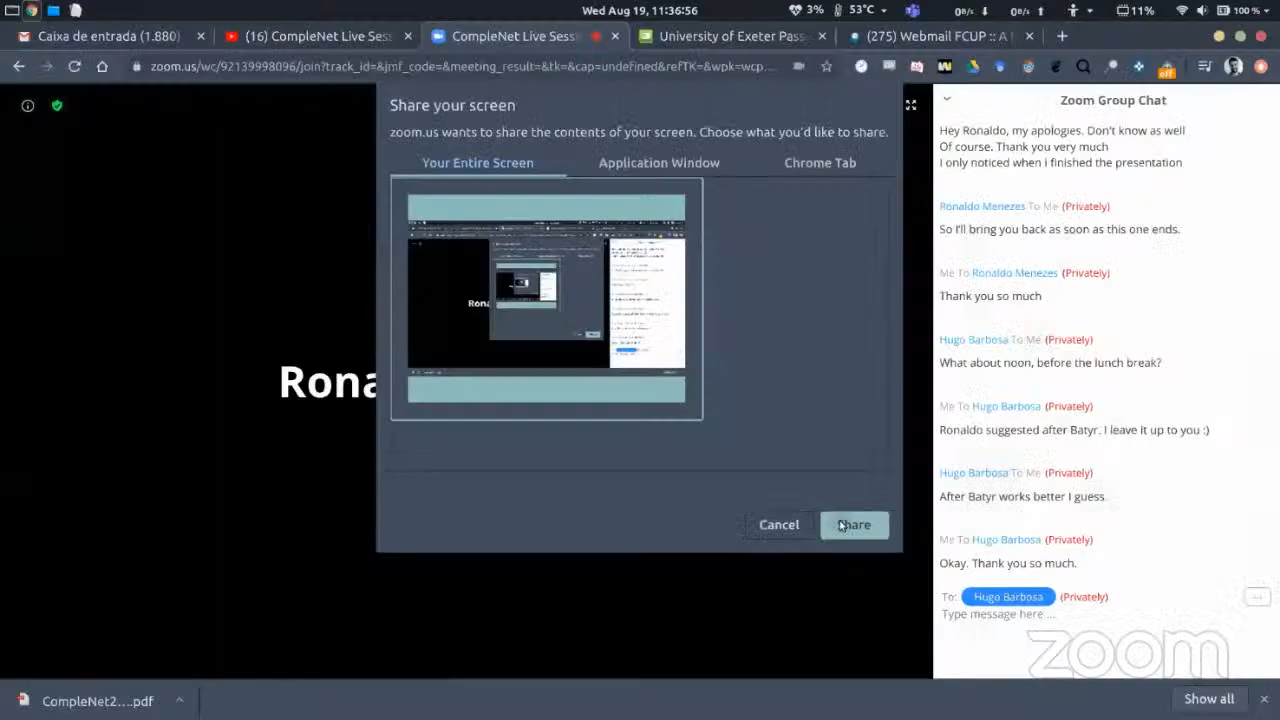 Wed Aug 19, 11:36:56
3%
53°C
0B/s
0B/s
11%
100%
Caixa de entrada (1.880)
(16) CompleNet Live Sess
CompleNet Live Sess
University of Exeter Pass
(275) Webmail FCUP :: A
zoom.us/wc/92139998096/join?track_id=&jmf_code=&meeting_result=&tk=&cap=undefined&refTK=&wpk=wcp...
off
Share your screen
zoom.us wants to share the contents of your screen. Choose what you'd like to share.
Your Entire Screen
Application Window
Chrome Tab
Rona
Cancel
Share
Zoom Group Chat
Hey Ronaldo, my apologies. Don't know as well
Of course. Thank you very much
I only noticed when i finished the presentation
Ronaldo Menezes To Me (Privately)
So I'll bring you back as soon as this one ends.
Me To Ronaldo Menezes (Privately)
Thank you so much
Hugo Barbosa To Me (Privately)
What about noon, before the lunch break?
Me To Hugo Barbosa (Privately)
Ronaldo suggested after Batyr. I leave it up to you :)
Hugo Barbosa To Me (Privately)
After Batyr works better I guess.
Me To Hugo Barbosa (Privately)
Okay. Thank you so much.
To: Hugo Barbosa (Privately)
Type message here ...
zoom
CompleNet2....pdf
Show all